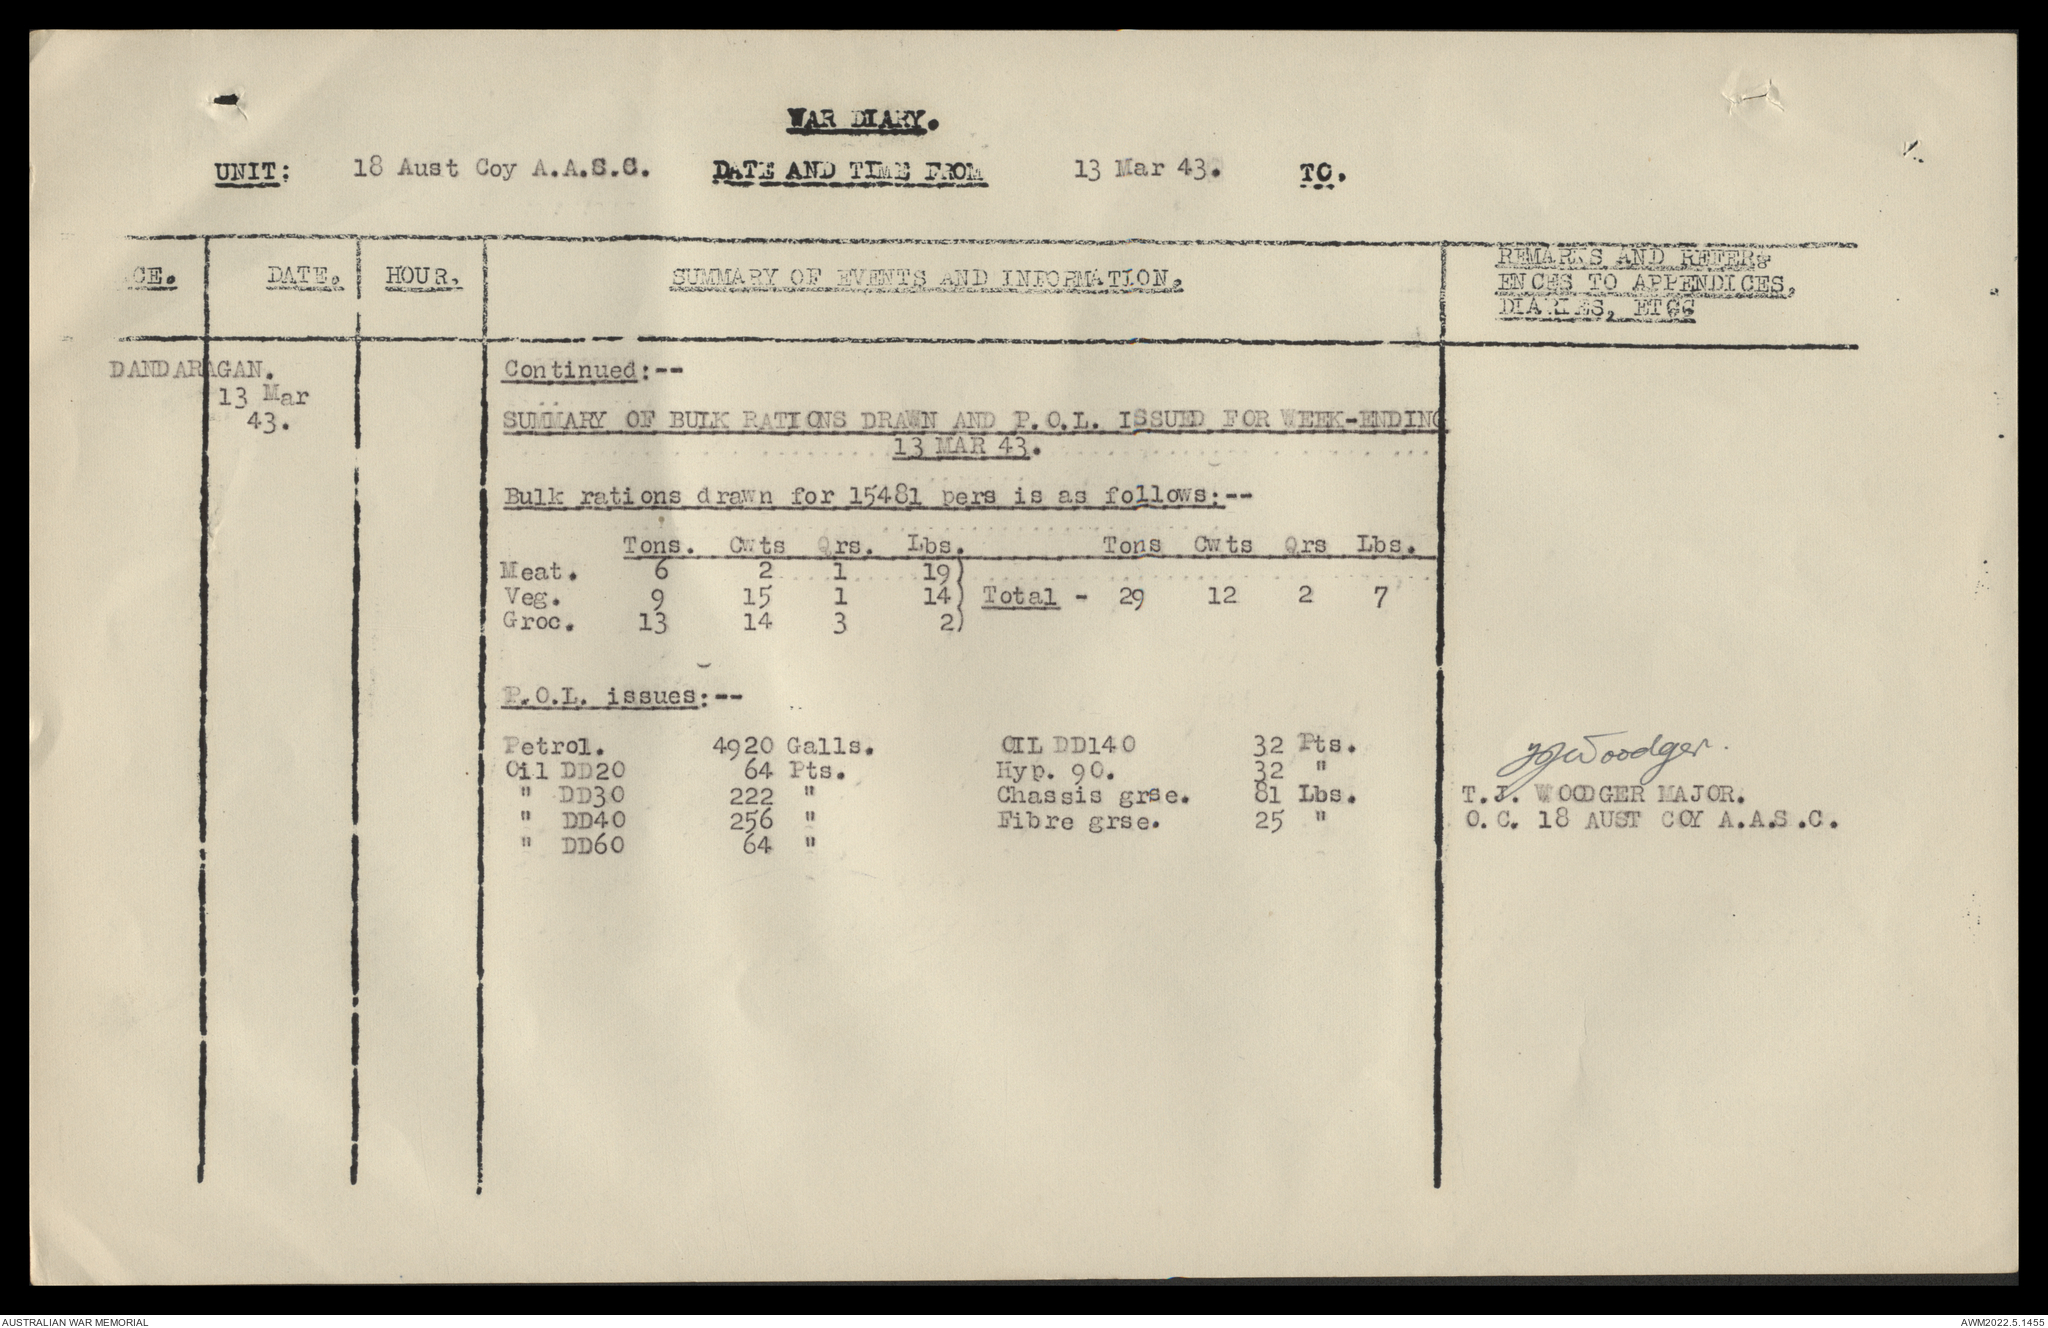 WAR DIARY.
UNIT: 18 Aust Coy A.A.S.C. DATE AND TIME FROM 13 Mar 43. TO.
CE. DATE. HOUR. SUMMARY OF EVENTS AND INFORMATION. REMARKS AND REFER-
ENCES TO APPENDICES,
DIARIES, ETCC
DANDARAGAN. Continued:--
13 Mar
43.
SUMMARY OF BULK RATIONS DRAWN AND P.O.L. ISSUED FOR WEEK-ENDING
13 MAR 43.
Bulk rations drawn for 15481 pers is as follows:--
Tons. Cwts Qrs. Lbs. Tons Cwts Qrs Lbs.
Meat. 6 2 1 19)
Veg. 9 15 1 14) Total - 29 12 2 7
Groc. 13 14 3 2)
P.O.L. issues:--
Petrol. 4920 Galls. OIL DD140 32 Pts.
Oil DD20 64 Pts. Hyp. 90. 32 "
" DD30 222 " Chassis grse. 81 Lbs.
" DD40 256 " Fibre grse. 25 "
" DD60 64 "
TJWoodger.
T.J. WOODGER MAJOR.
O.C. 18 AUST COY A.A.S.C.
AUSTRALIAN WAR MEMORIAL
AWM2022.5.1455